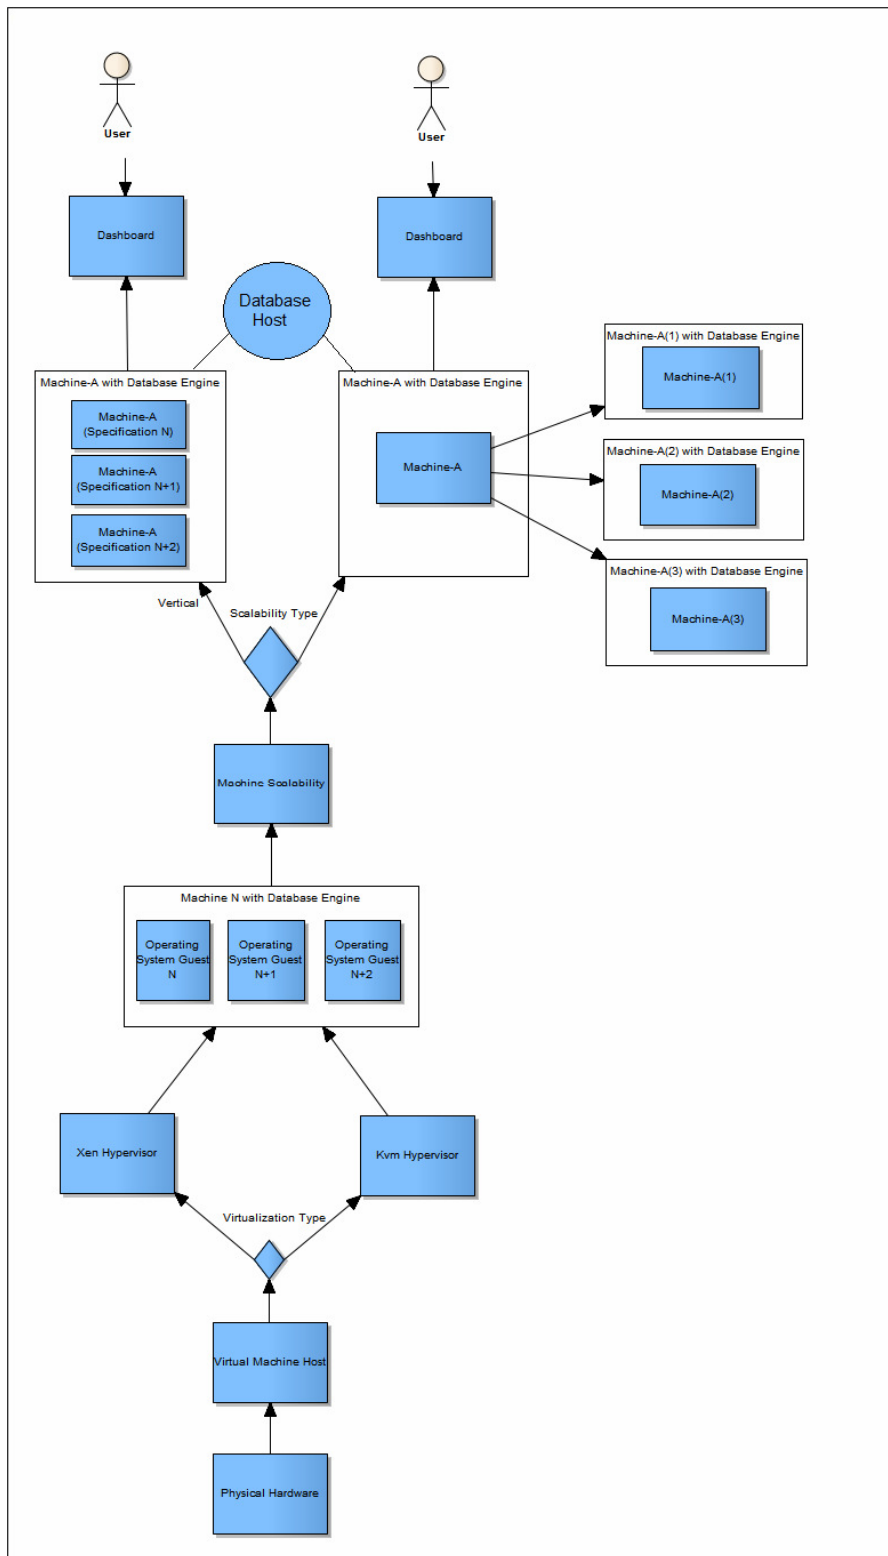 User
User
Dashboard
Dashboard
Database
Host
Machine-A with Database Engine
Machine-A
(Specification N)
Machine-A
(Specification N+1)
Machine-A
(Specification N+2)
Machine-A with Database Engine
Machine-A
Machine-A(1) with Database Engine
Machine-A(1)
Machine-A(2) with Database Engine
Machine-A(2)
Machine-A(3) with Database Engine
Machine-A(3)
Vertical
Scalability Type
Machine Scalability
Machine N with Database Engine
Operating
System Guest
N
Operating
System Guest
N+1
Operating
System Guest
N+2
Xen Hypervisor
Kvm Hypervisor
Virtualization Type
Virtual Machine Host
Physical Hardware